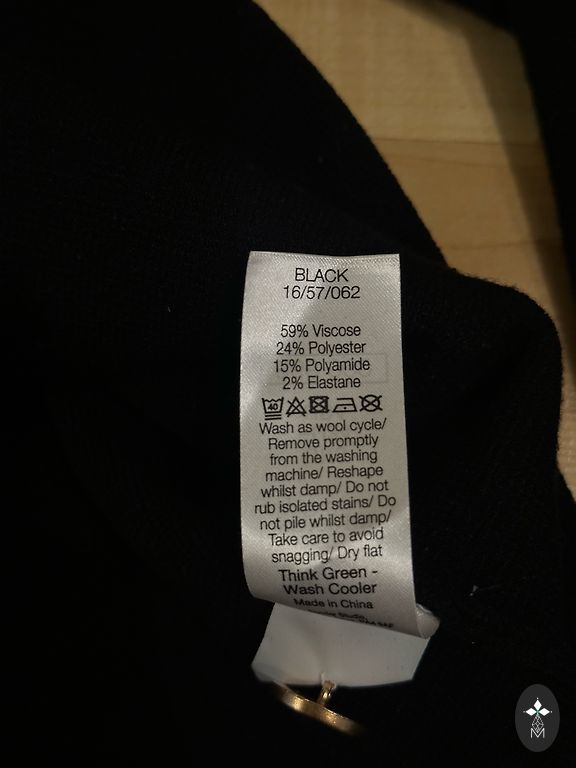 BLACK
16/57/062
59% Viscose
24% Polyester
15% Polyamide
2% Elastane
40
Wash as wool cycle/
Remove promptly
from the washing
machine/ Reshape
whilst damp/ Do not
rub isolated stains/ Do
not pile whilst damp/
Take care to avoid
snagging/ Dry flat
Think Green -
Wash Cooler
Made in China
M